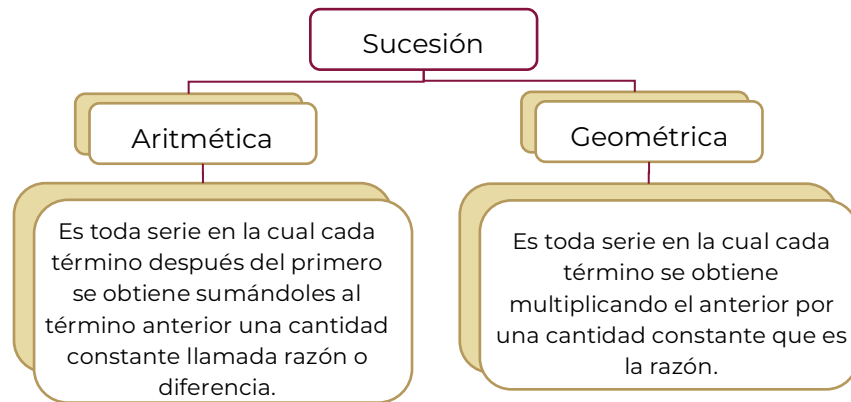 Sucesión
Aritmética
Geométrica
Es toda serie en la cual cada
término después del primero
se obtiene sumándoles al
término anterior una cantidad
constante llamada razón o
diferencia.
Es toda serie en la cual cada
término se obtiene
multiplicando el anterior por
una cantidad constante que es
la razón.